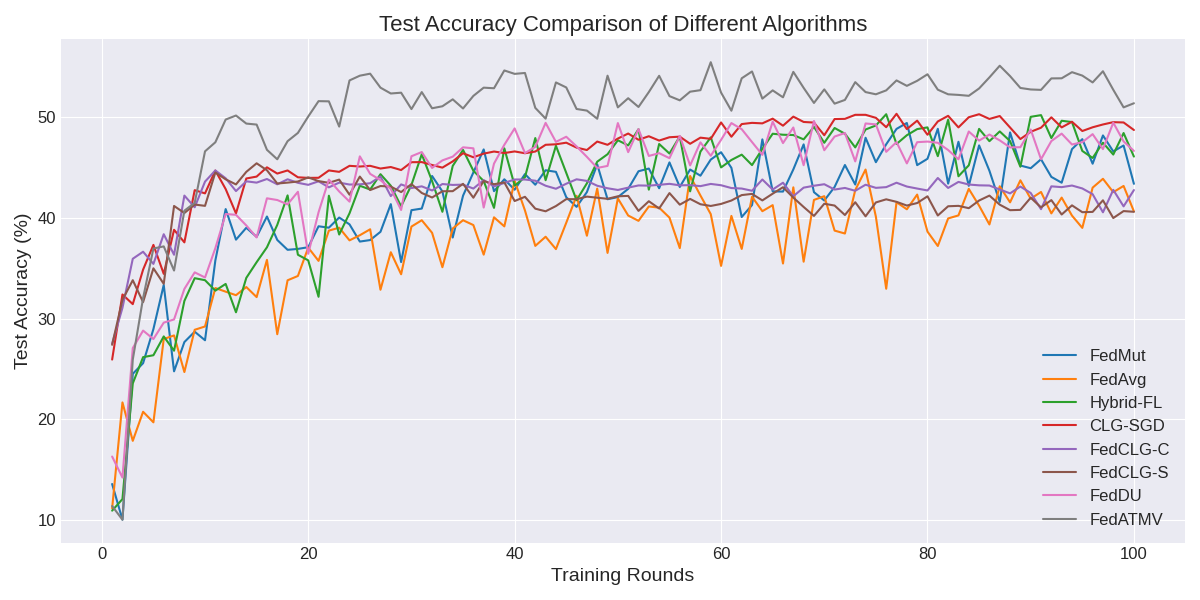 Test Accuracy Comparison of Different Algorithms
Test Accuracy (%)
50
40
30
20
10
0
20
40
60
80
100
Training Rounds
FedMut
FedAvg
Hybrid-FL
CLG-SGD
FedCLG-C
FedCLG-S
FedDU
FedATMV